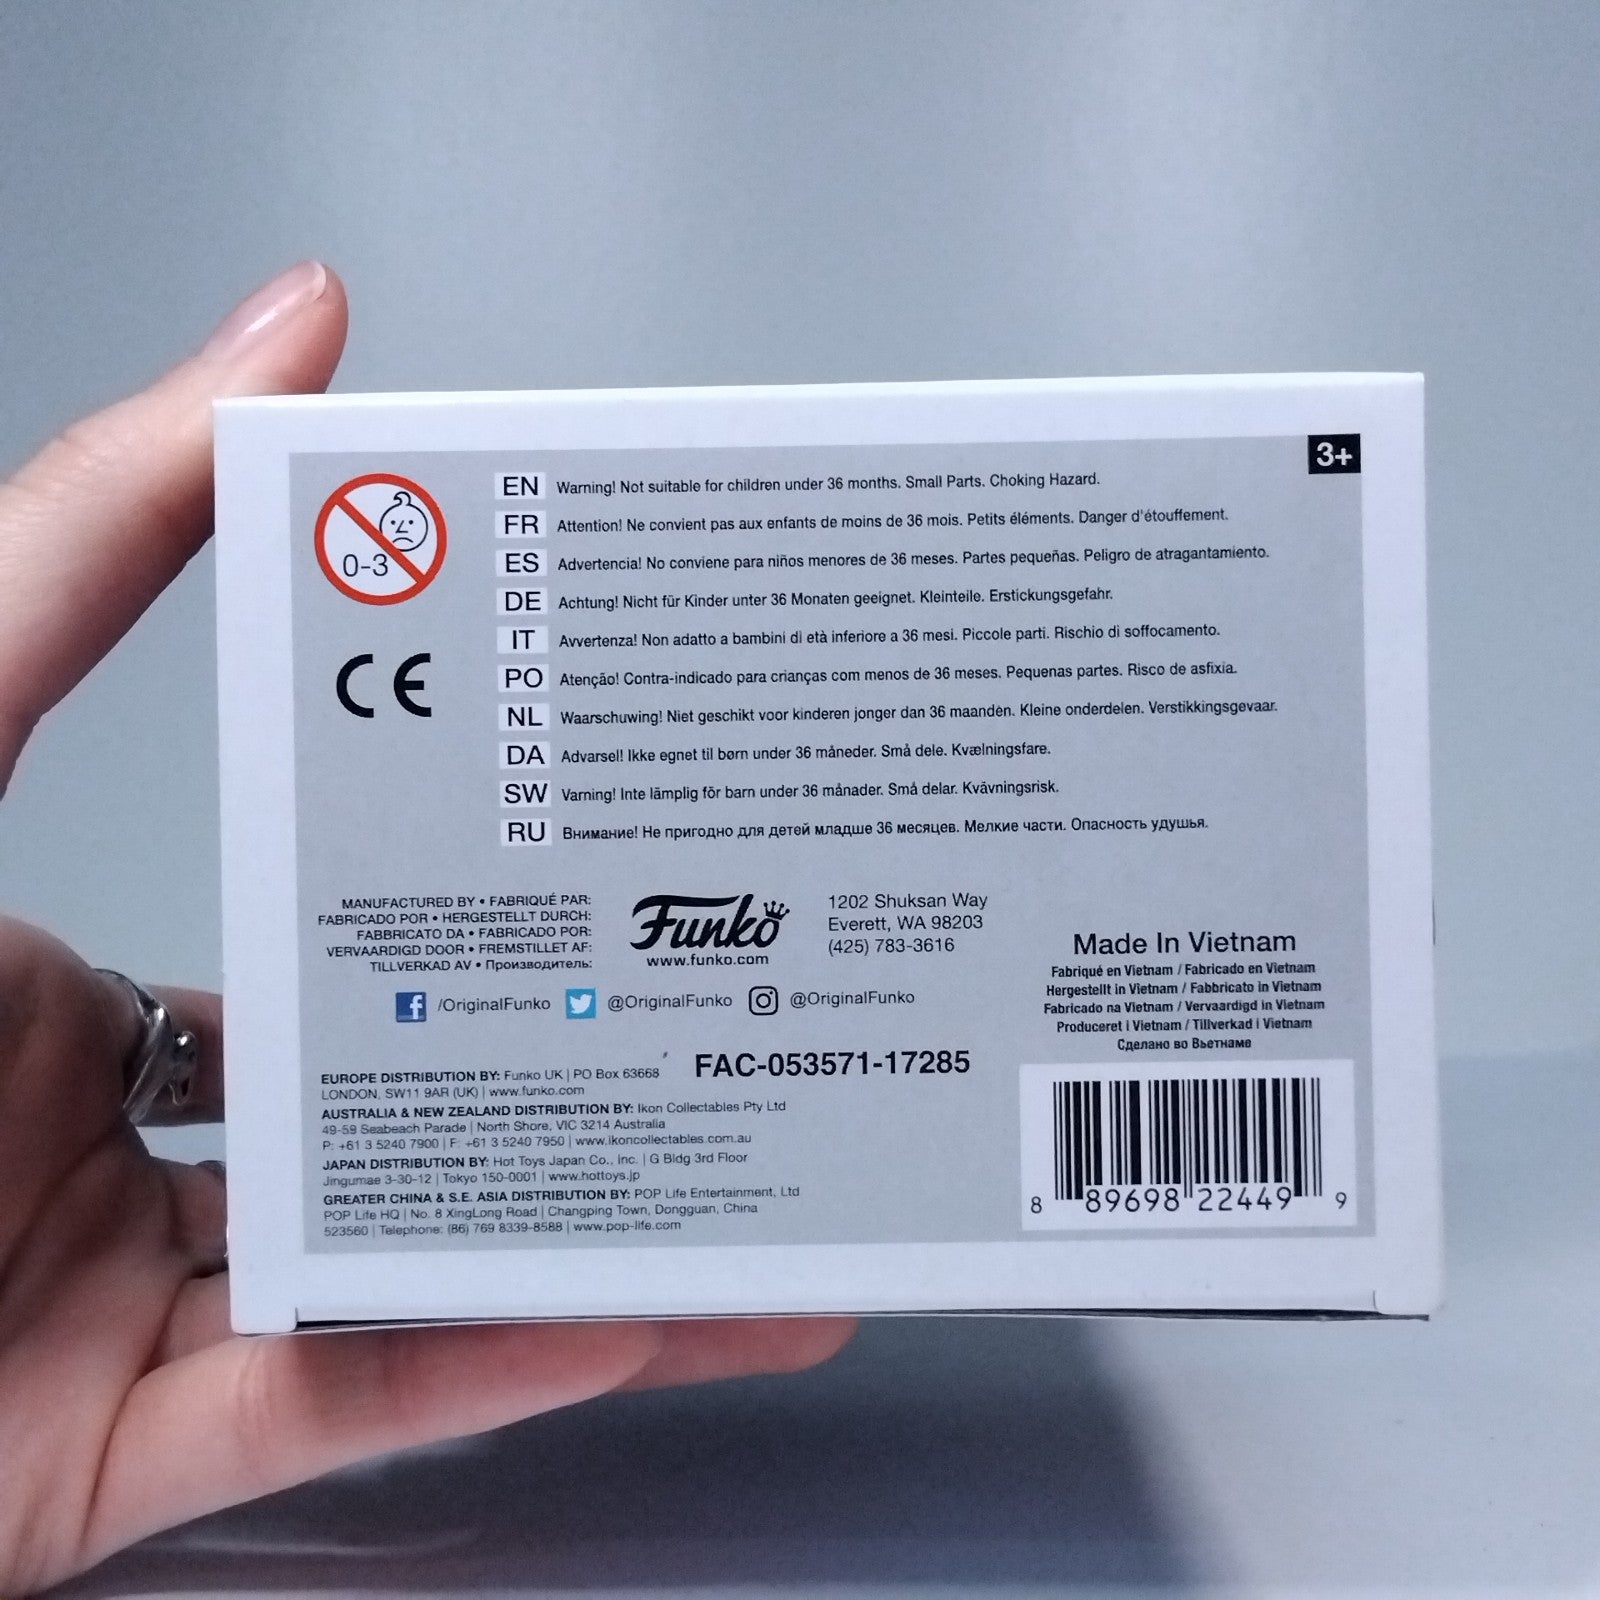 3+
0-3
CE
EN Warning! Not suitable for children under 36 months. Small Parts. Choking Hazard.
FR Attention! Ne convient pas aux enfants de moins de 36 mois. Petits éléments. Danger d'étouffement.
ES Advertencia! No conviene para niños menores de 36 meses. Partes pequeñas. Peligro de atragantamiento.
DE Achtung! Nicht für Kinder unter 36 Monaten geeignet. Kleinteile. Erstickungsgefahr.
IT Avvertenza! Non adatto a bambini di età inferiore a 36 mesi. Piccole parti. Rischio di soffocamento.
PO Atenção! Contra-indicado para crianças com menos de 36 meses. Pequenas partes. Risco de asfixia.
NL Waarschuwing! Niet geschikt voor kinderen jonger dan 36 maanden. Kleine onderdelen. Verstikkingsgevaar.
DA Advarsel! Ikke egnet til børn under 36 måneder. Små dele. Kvælningsfare.
SW Varning! Inte lämplig för barn under 36 månader. Små delar. Kvävningsrisk.
RU Внимание! Не пригодно для детей младше 36 месяцев. Мелкие части. Опасность удушья.
MANUFACTURED BY • FABRIQUÉ PAR:
FABRICADO POR • HERGESTELLT DURCH:
FABBRICATO DA • FABRICADO POR:
VERVAARDIGD DOOR • FREMSTILLET AF:
TILLVERKAD AV • Производитель:
Funko
www.funko.com
1202 Shuksan Way
Everett, WA 98203
(425) 783-3616
/OriginalFunko @OriginalFunko @OriginalFunko
Made In Vietnam
Fabriqué en Vietnam / Fabricado en Vietnam
Hergestellt in Vietnam / Fabbricato in Vietnam
Fabricado na Vietnam / Vervaardigd in Vietnam
Produceret i Vietnam / Tillverkad i Vietnam
Сделано во Вьетнаме
FAC-053571-17285
EUROPE DISTRIBUTION BY: Funko UK | PO Box 63668
LONDON, SW11 9AR (UK) | www.funko.com
AUSTRALIA & NEW ZEALAND DISTRIBUTION BY: Ikon Collectables Pty Ltd
49-59 Seabeach Parade | North Shore, VIC 3214 Australia
P: +61 3 5240 7900 | F: +61 3 5240 7950 | www.ikoncollectables.com.au
JAPAN DISTRIBUTION BY: Hot Toys Japan Co., Inc. | G Bldg 3rd Floor
Jingumae 3-30-12 | Tokyo 150-0001 | www.hottoys.jp
GREATER CHINA & S.E. ASIA DISTRIBUTION BY: POP Life Entertainment, Ltd
POP Life HQ | No. 8 XingLong Road | Changping Town, Dongguan, China
523560 | Telephone: (86) 769 8339-8588 | www.pop-life.com
8 89698 22449 9